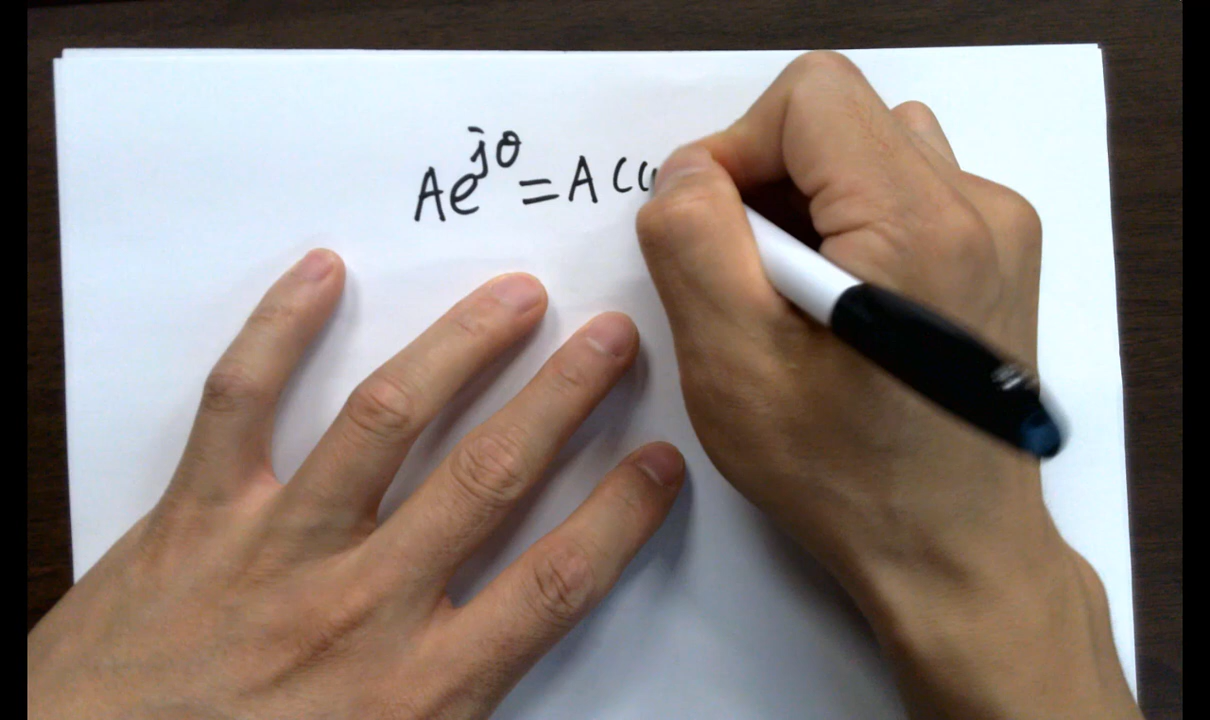 Ae^{jθ} = A (c